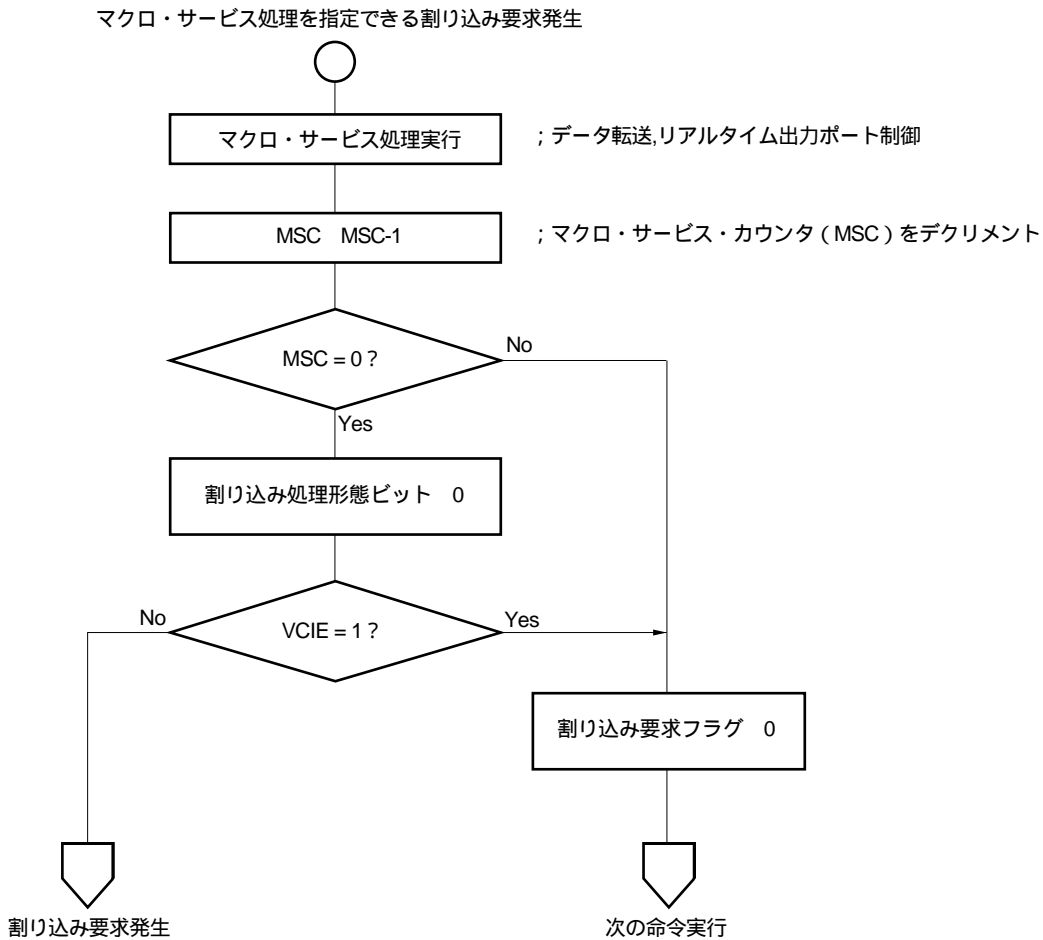 マクロ・サービス処理を指定できる割り込み要求発生
マクロ・サービス処理実行
；データ転送,リアルタイム出力ポート制御
MSC MSC-1
；マクロ・サービス・カウンタ（MSC）をデクリメント
MSC = 0？
No
Yes
割り込み処理形態ビット 0
No
VCIE = 1？
Yes
割り込み要求フラグ 0
割り込み要求発生
次の命令実行